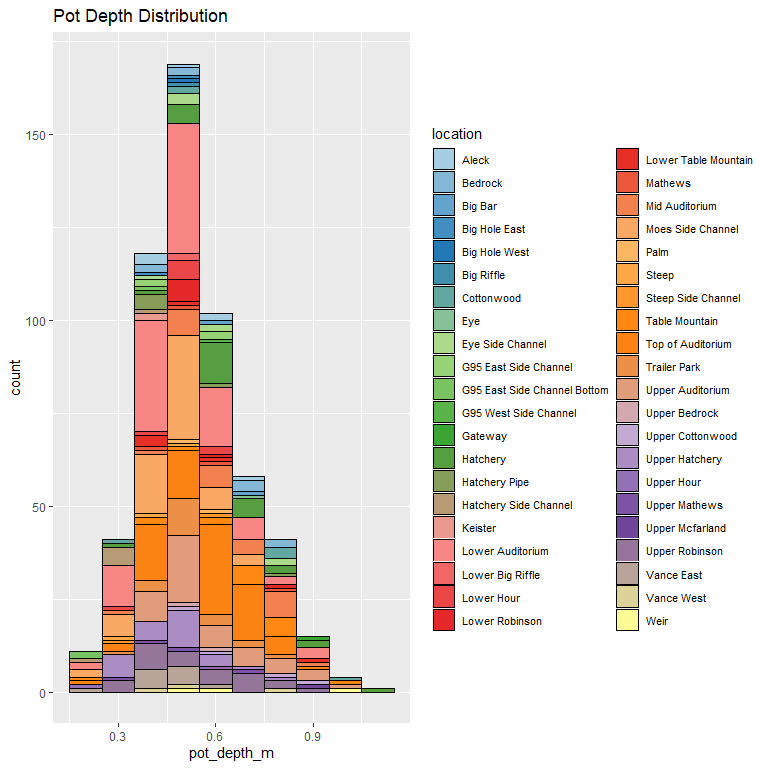 Pot Depth Distribution
150
100
50
0
count
0.3
0.6
0.9
pot_depth_m
location
Aleck
Bedrock
Big Bar
Big Hole East
Big Hole West
Big Riffle
Cottonwood
Eye
Eye Side Channel
G95 East Side Channel
G95 East Side Channel Bottom
G95 West Side Channel
Gateway
Hatchery
Hatchery Pipe
Hatchery Side Channel
Keister
Lower Auditorium
Lower Big Riffle
Lower Hour
Lower Robinson
Lower Table Mountain
Mathews
Mid Auditorium
Moes Side Channel
Palm
Steep
Steep Side Channel
Table Mountain
Top of Auditorium
Trailer Park
Upper Auditorium
Upper Bedrock
Upper Cottonwood
Upper Hatchery
Upper Hour
Upper Mathews
Upper Mcfarland
Upper Robinson
Vance East
Vance West
Weir